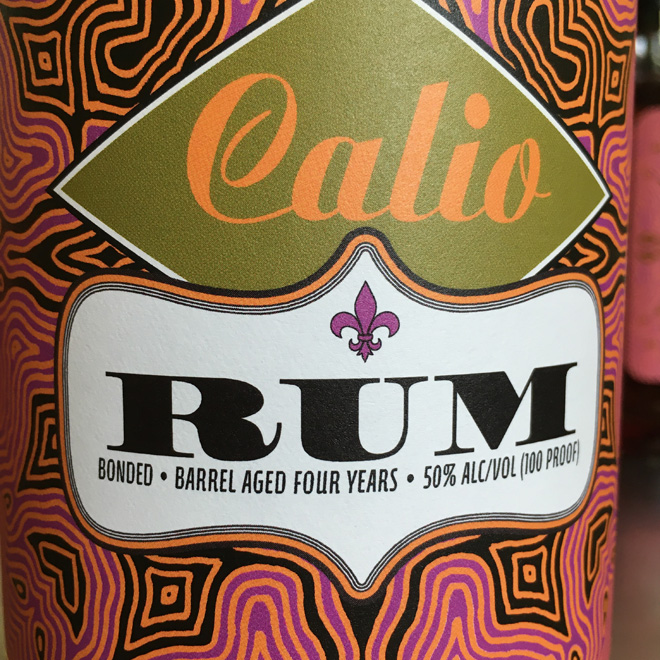 Calio
RUM
BONDED • BARREL AGED FOUR YEARS • 50% ALC/VOL (100 PROOF)